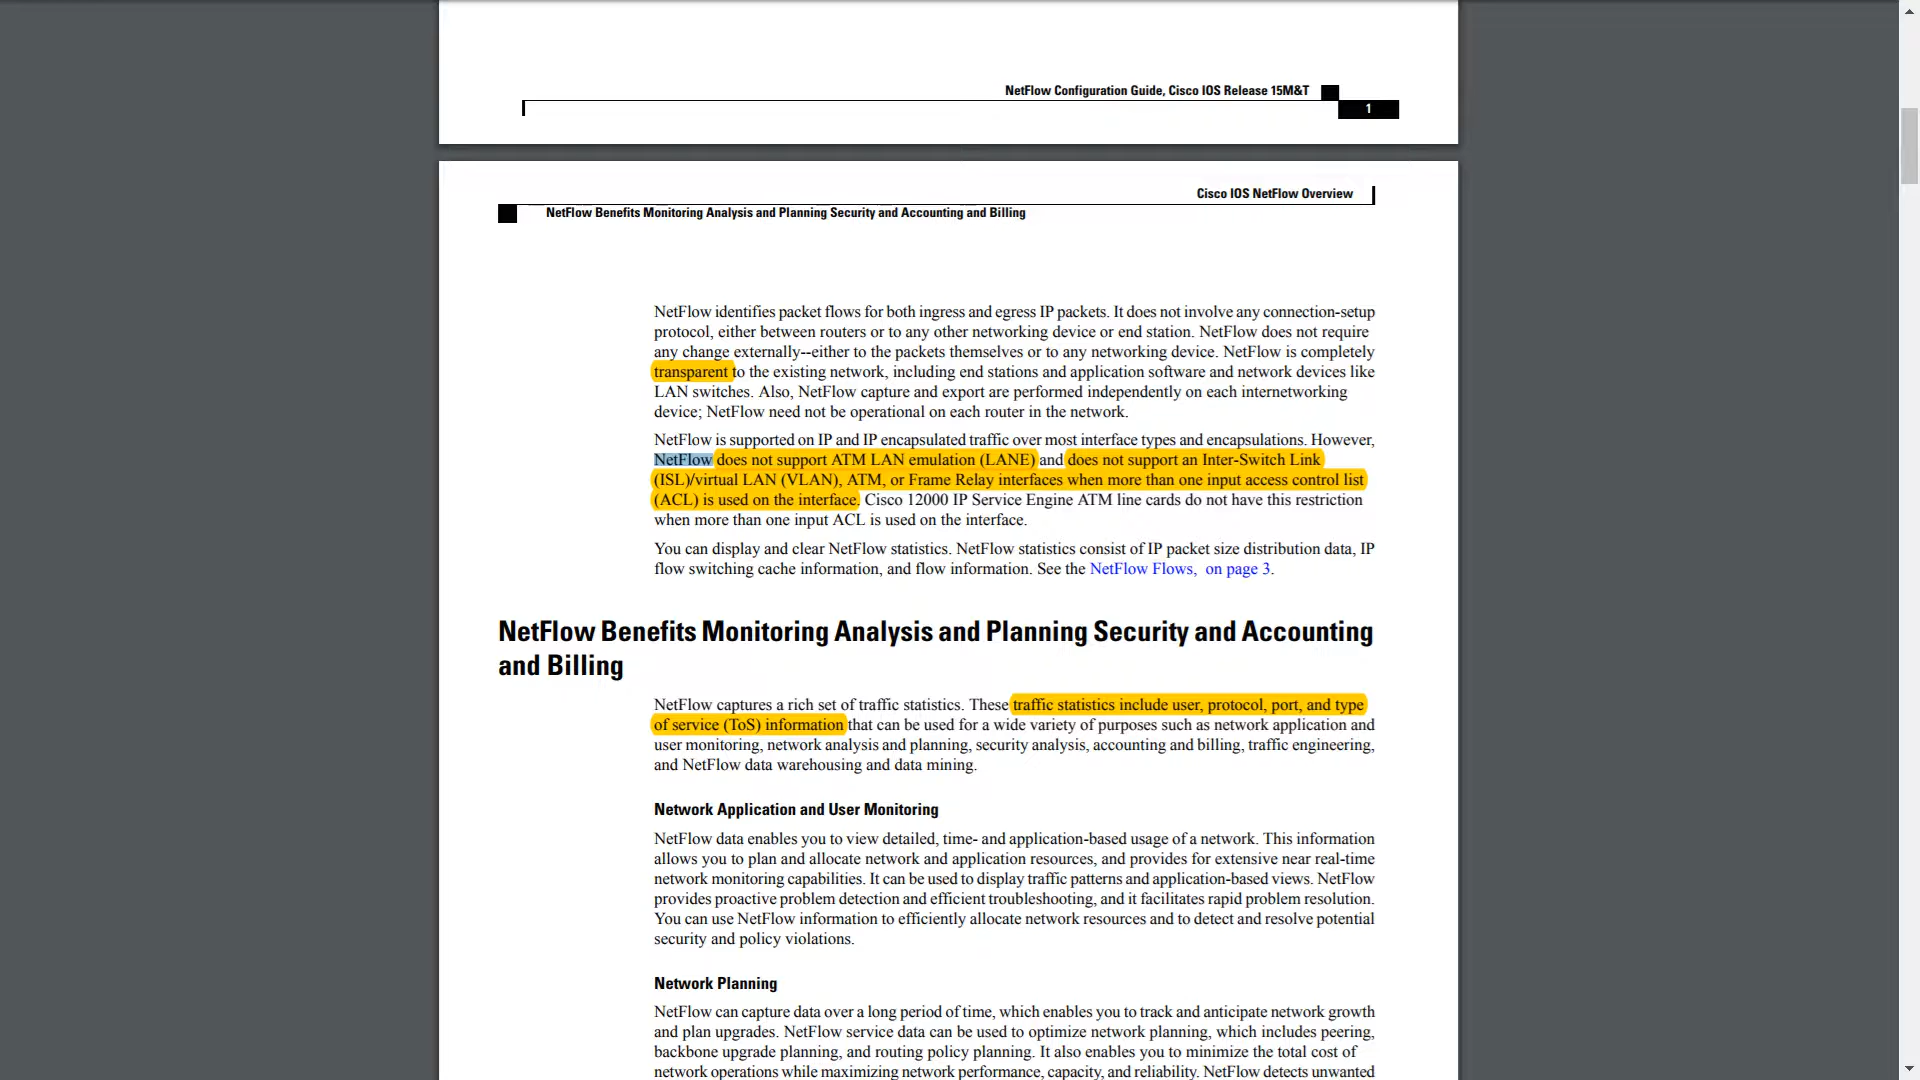 NetFlow Configuration Guide, Cisco IOS Release 15M&T
1
Cisco IOS NetFlow Overview
NetFlow Benefits Monitoring Analysis and Planning Security and Accounting and Billing
NetFlow identifies packet flows for both ingress and egress IP packets. It does not involve any connection-setup
protocol, either between routers or to any other networking device or end station. NetFlow does not require
any change externally--either to the packets themselves or to any networking device. NetFlow is completely
transparent to the existing network, including end stations and application software and network devices like
LAN switches. Also, NetFlow capture and export are performed independently on each internetworking
device; NetFlow need not be operational on each router in the network.
NetFlow is supported on IP and IP encapsulated traffic over most interface types and encapsulations. However,
NetFlow does not support ATM LAN emulation (LANE) and does not support an Inter-Switch Link
(ISL)/virtual LAN (VLAN), ATM, or Frame Relay interfaces when more than one input access control list
(ACL) is used on the interface. Cisco 12000 IP Service Engine ATM line cards do not have this restriction
when more than one input ACL is used on the interface.
You can display and clear NetFlow statistics. NetFlow statistics consist of IP packet size distribution data, IP
flow switching cache information, and flow information. See the NetFlow Flows, on page 3.
NetFlow Benefits Monitoring Analysis and Planning Security and Accounting
and Billing
NetFlow captures a rich set of traffic statistics. These traffic statistics include user, protocol, port, and type
of service (ToS) information that can be used for a wide variety of purposes such as network application and
user monitoring, network analysis and planning, security analysis, accounting and billing, traffic engineering,
and NetFlow data warehousing and data mining.
Network Application and User Monitoring
NetFlow data enables you to view detailed, time- and application-based usage of a network. This information
allows you to plan and allocate network and application resources, and provides for extensive near real-time
network monitoring capabilities. It can be used to display traffic patterns and application-based views. NetFlow
provides proactive problem detection and efficient troubleshooting, and it facilitates rapid problem resolution.
You can use NetFlow information to efficiently allocate network resources and to detect and resolve potential
security and policy violations.
Network Planning
NetFlow can capture data over a long period of time, which enables you to track and anticipate network growth
and plan upgrades. NetFlow service data can be used to optimize network planning, which includes peering,
backbone upgrade planning, and routing policy planning. It also enables you to minimize the total cost of
network operations while maximizing network performance, capacity, and reliability. NetFlow detects unwanted